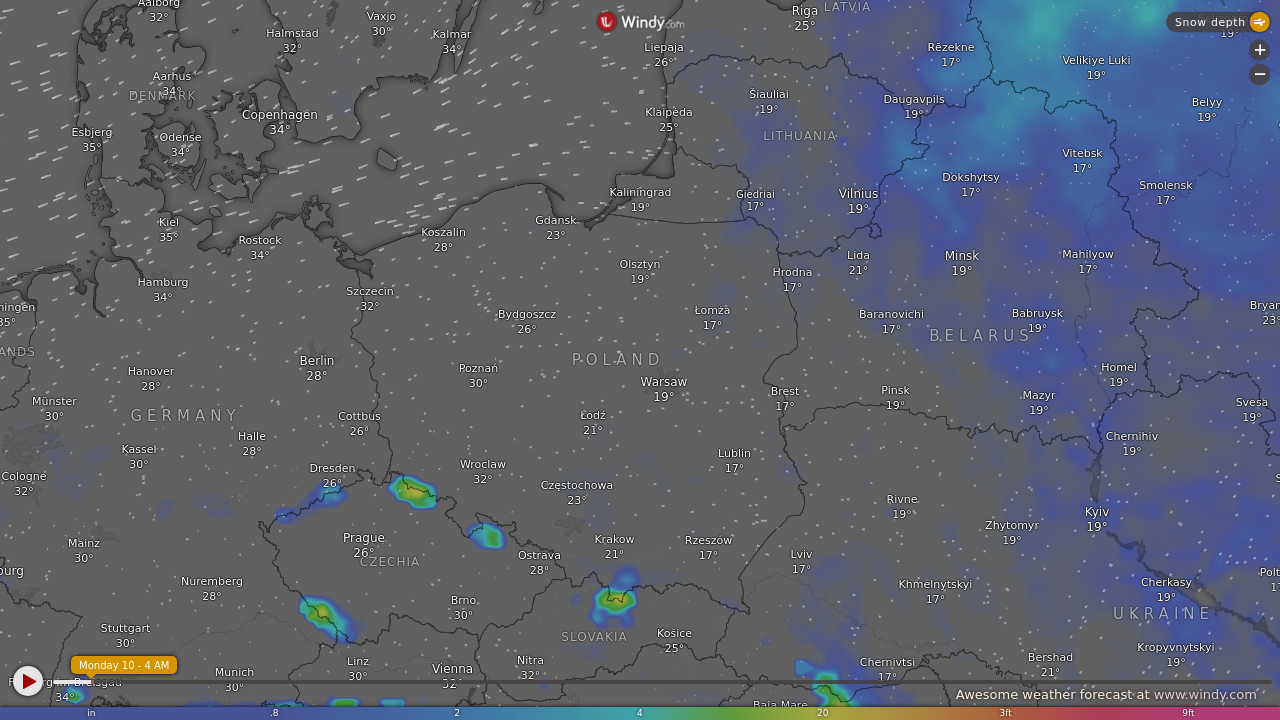 Aalborg
32°
Vaxjo
30°
Halmstad
32°
Kalmar
34°
Windy.com
Riga
25°
LATVIA
Snow depth
19°
Liepaja
26°
Rēzekne
17°
Velikiye Luki
19°
Aarhus
34°
DENMARK
Copenhagen
34°
Klaipėda
25°
Šiauliai
19°
Daugavpils
19°
Belyy
19°
Esbjerg
35°
Odense
34°
LITHUANIA
Vitebsk
17°
Kaliningrad
19°
Giedriai
17°
Vilnius
19°
Dokshytsy
17°
Smolensk
17°
Kiel
35°
Rostock
34°
Koszalin
28°
Gdansk
23°
Olsztyn
19°
Hrodna
17°
Lida
21°
Minsk
19°
Mahilyow
17°
Hamburg
34°
Szczecin
32°
Bydgoszcz
26°
Łomża
17°
Baranovichi
17°
BELARUS
Babruysk
19°
ningen
35°
ANDS
Berlin
28°
Hanover
28°
Poznań
30°
POLAND
Warsaw
19°
Brest
17°
Pinsk
19°
Homel
19°
Mazyr
19°
Svesa
19°
Münster
30°
GERMANY
Cottbus
26°
Łódź
21°
Chernihiv
19°
Kassel
30°
Halle
28°
Dresden
26°
Wroclaw
32°
Częstochowa
23°
Lublin
17°
Cologne
32°
Rivne
19°
Zhytomyr
19°
Kyiv
19°
Mainz
30°
Prague
26°
CZECHIA
Ostrava
28°
Krakow
21°
Rzeszow
17°
Lviv
17°
Nuremberg
28°
Brno
30°
Khmelnytskyi
17°
Cherkasy
19°
UKRAINE
Stuttgart
30°
SLOVAKIA
Košice
25°
Linz
30°
Vienna
32°
Nitra
32°
Chernivtsi
17°
Bershad
21°
Kropyvnytskyi
19°
Monday 10 - 4 AM
34°
Munich
30°
Baia Mare
Awesome weather forecast at www.windy.com
in .8 2 4 20 3ft 9ft